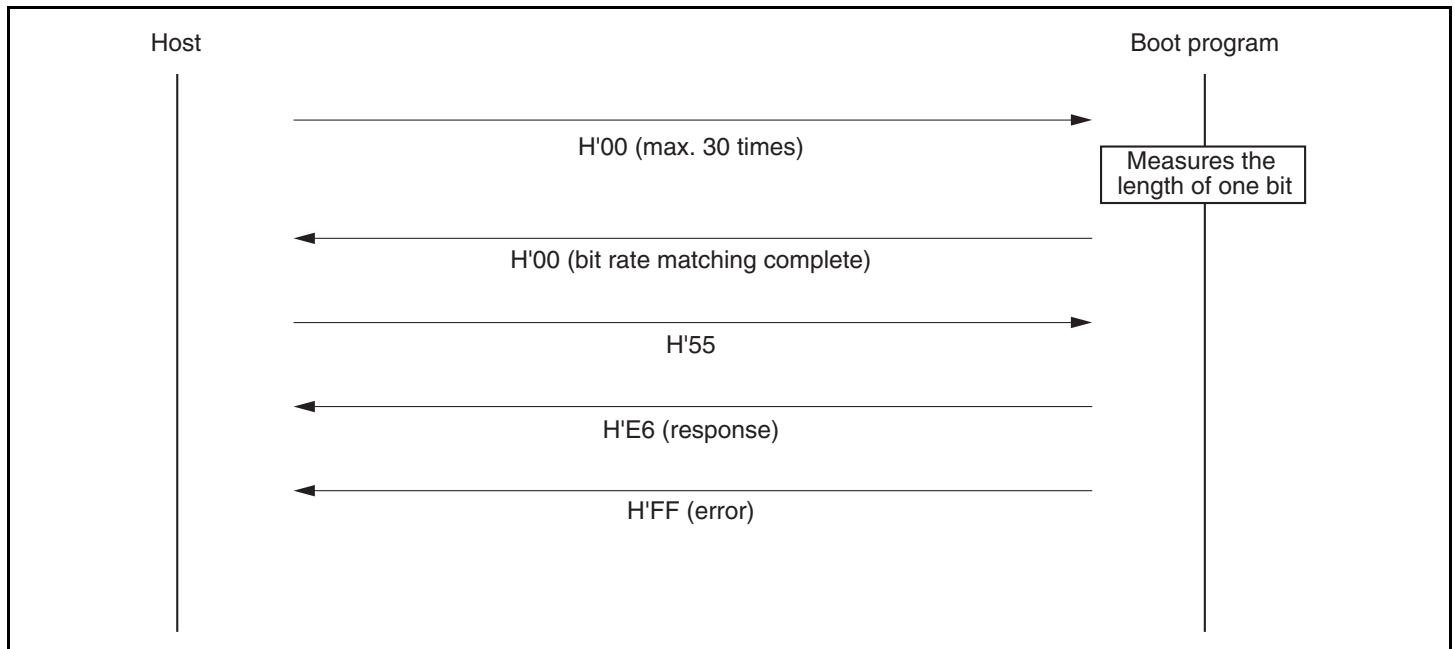 Host
Boot program
H'00 (max. 30 times)
Measures the
length of one bit
H'00 (bit rate matching complete)
H'55
H'E6 (response)
H'FF (error)